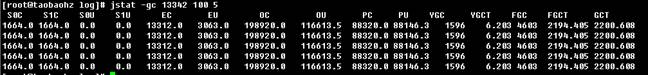 [root@taobaohz log]# jstat -gc 13342 100 5
S0C S1C S0U S1U EC EU OC OU PC PU YGC YGCT FGC FGCT GCT
1664.0 1664.0 0.0 0.0 13312.0 3063.0 198920.0 116613.5 88320.0 88146.3 1596 6.203 4603 2194.405 2200.608
1664.0 1664.0 0.0 0.0 13312.0 3063.0 198920.0 116613.5 88320.0 88146.3 1596 6.203 4603 2194.405 2200.608
1664.0 1664.0 0.0 0.0 13312.0 3063.0 198920.0 116613.5 88320.0 88146.3 1596 6.203 4603 2194.405 2200.608
1664.0 1664.0 0.0 0.0 13312.0 3063.0 198920.0 116613.5 88320.0 88146.3 1596 6.203 4603 2194.405 2200.608
1664.0 1664.0 0.0 0.0 13312.0 3063.0 198920.0 116613.5 88320.0 88146.3 1596 6.203 4603 2194.405 2200.608